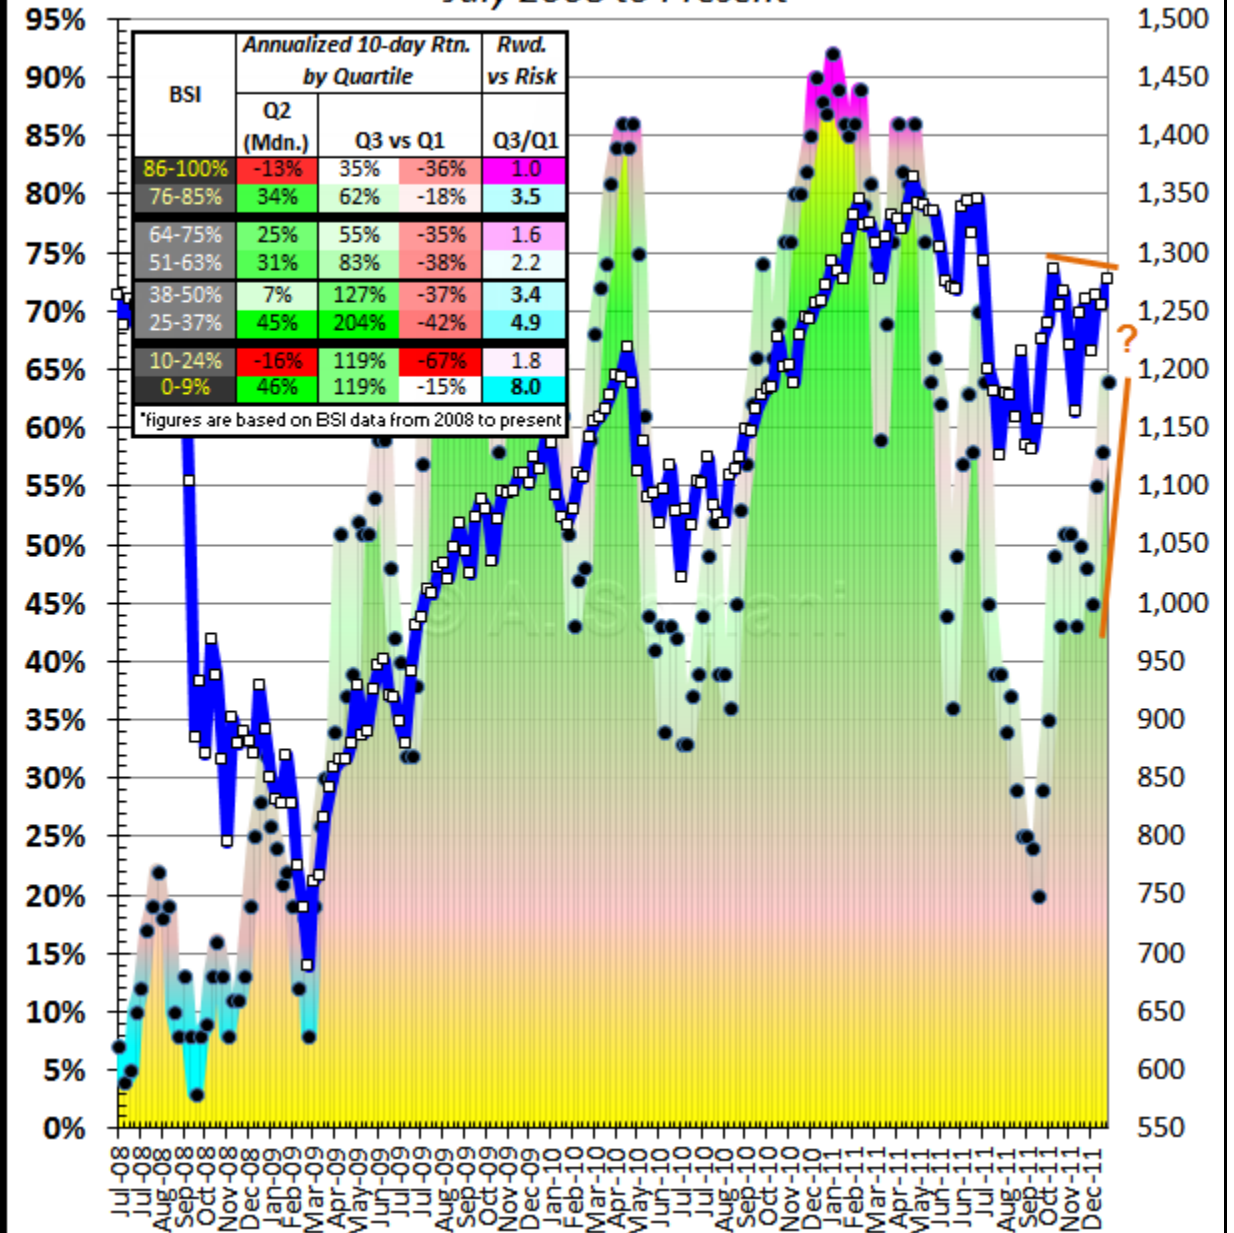 July 2008 to Present
95%
90%
85%
80%
75%
70%
65%
60%
55%
50%
45%
40%
35%
30%
25%
20%
15%
10%
5%
0%
BSI Annualized 10-day Rtn. by Quartile Rwd. vs Risk
Q2 (Mdn.) Q3 vs Q1 Q3/Q1
86-100% -13% 35% -36% 1.0
76-85% 34% 62% -18% 3.5
64-75% 25% 55% -35% 1.6
51-63% 31% 83% -38% 2.2
38-50% 7% 127% -37% 3.4
25-37% 45% 204% -42% 4.9
10-24% -16% 119% -67% 1.8
0-9% 46% 119% -15% 8.0
*figures are based on BSI data from 2008 to present
?
1,500
1,450
1,400
1,350
1,300
1,250
1,200
1,150
1,100
1,050
1,000
950
900
850
800
750
700
650
600
550
Jul-08
Jul-08
Aug-08
Sep-08
Oct-08
Nov-08
Dec-08
Jan-09
Feb-09
Mar-09
Apr-09
May-09
Jun-09
Jul-09
Jul-09
Aug-09
Sep-09
Oct-09
Nov-09
Dec-09
Jan-10
Feb-10
Mar-10
Apr-10
May-10
Jun-10
Jul-10
Jul-10
Aug-10
Sep-10
Oct-10
Nov-10
Dec-10
Jan-11
Feb-11
Mar-11
Apr-11
May-11
Jun-11
Jun-11
Jul-11
Aug-11
Sep-11
Oct-11
Nov-11
Dec-11